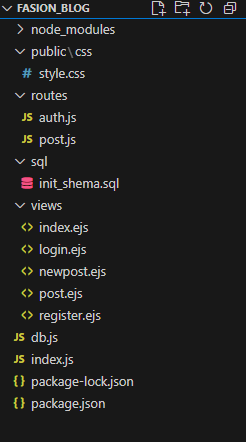 FASION_BLOG
node_modules
public\css
# style.css
routes
JS auth.js
JS post.js
sql
init_shema.sql
views
<> index.ejs
<> login.ejs
<> newpost.ejs
<> post.ejs
<> register.ejs
JS db.js
JS index.js
{} package-lock.json
{} package.json